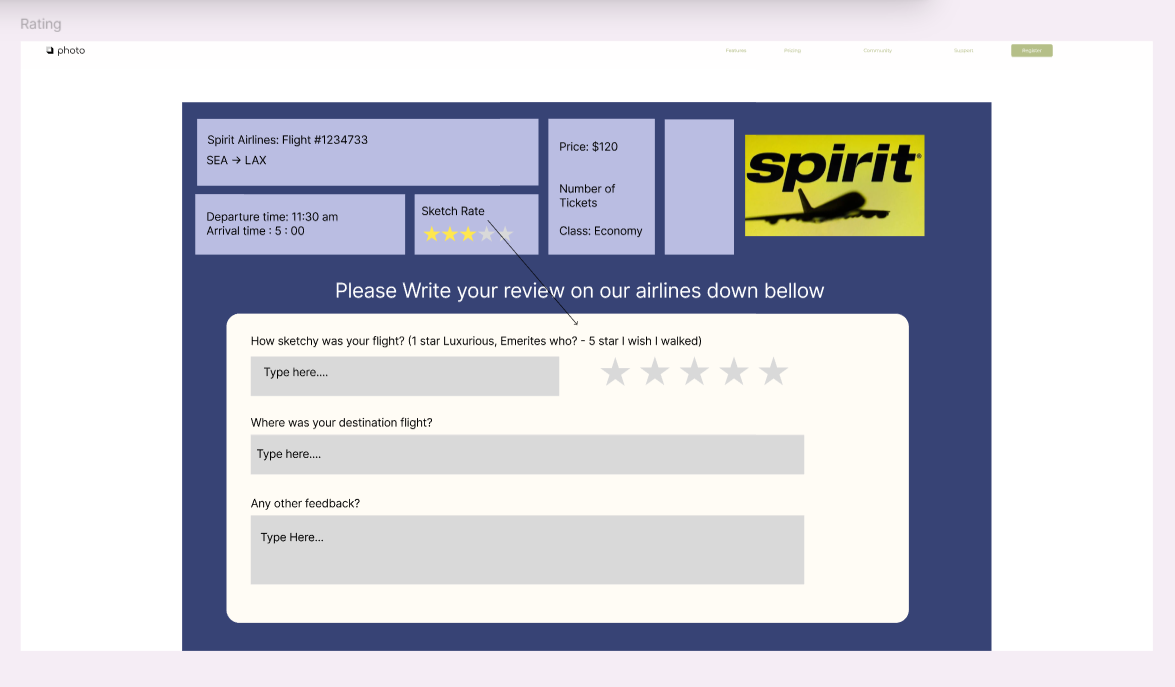 Rating
photo
Features
Pricing
Community
Support
Register
Spirit Airlines: Flight #1234733
SEA → LAX
Departure time: 11:30 am
Arrival time : 5 : 00
Sketch Rate
Price: $120
Number of
Tickets
Class: Economy
spirit
Please Write your review on our airlines down bellow
How sketchy was your flight? (1 star Luxurious, Emerites who? - 5 star I wish I walked)
Type here....
Where was your destination flight?
Type here....
Any other feedback?
Type Here...